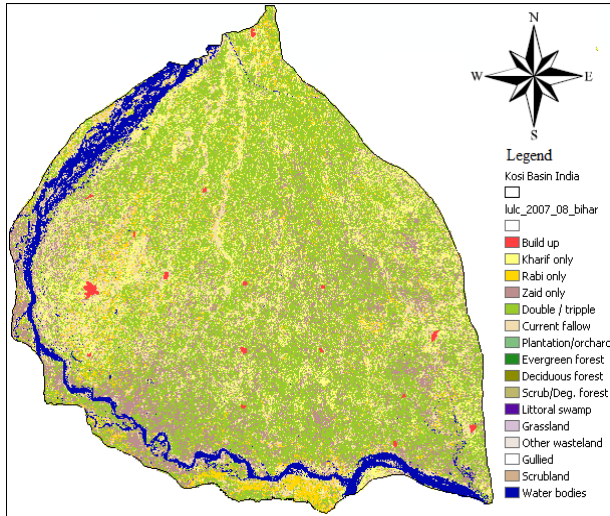 N
W
E
S
Legend
Kosi Basin India
lulc_2007_08_bihar
Build up
Kharif only
Rabi only
Zaid only
Double / tripple
Current fallow
Plantation/orchard
Evergreen forest
Deciduous forest
Scrub/Deg. forest
Littoral swamp
Grassland
Other wasteland
Gullied
Scrubland
Water bodies